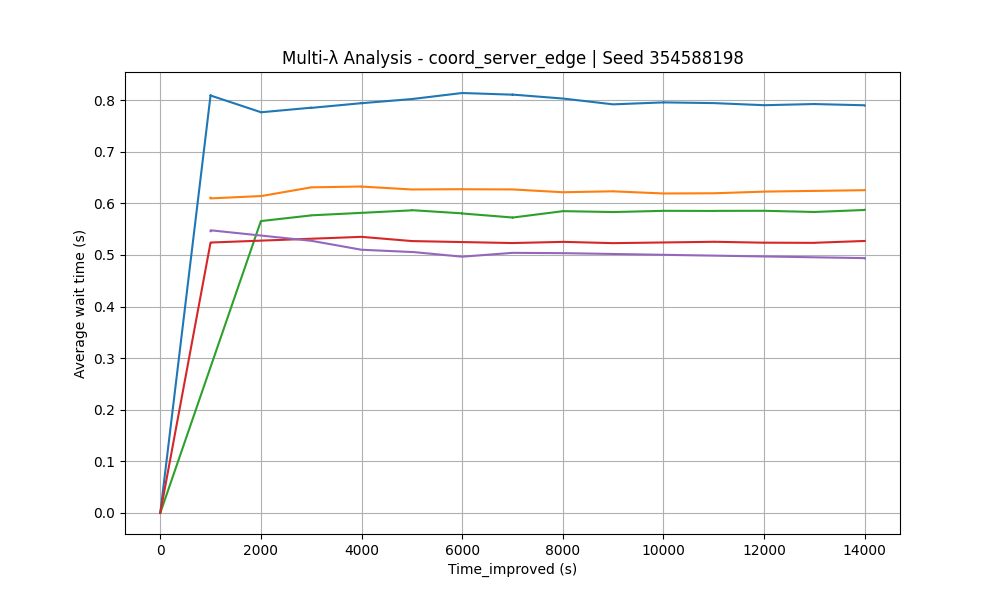 Multi-λ Analysis - coord_server_edge | Seed 354588198
Average wait time (s)
0.8
0.7
0.6
0.5
0.4
0.3
0.2
0.1
0.0
0 2000 4000 6000 8000 10000 12000 14000
Time_improved (s)